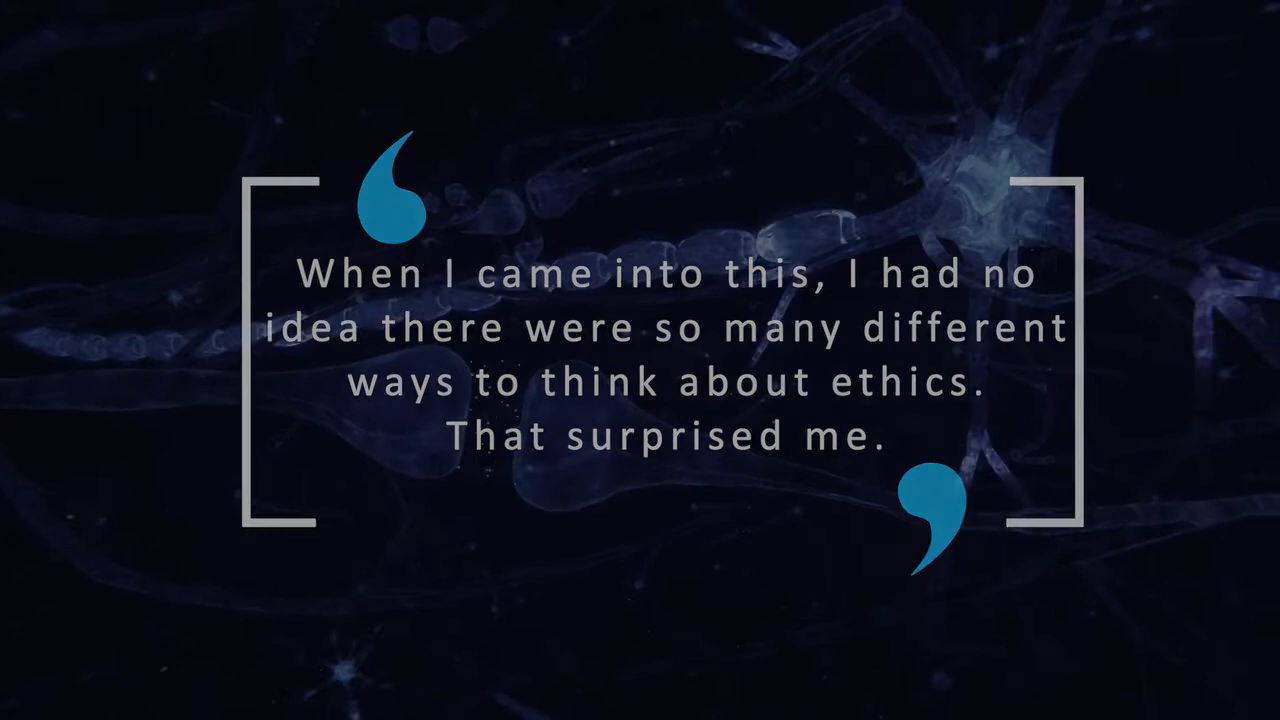 When I came into this, I had no
idea there were so many different
ways to think about ethics.
That surprised me.